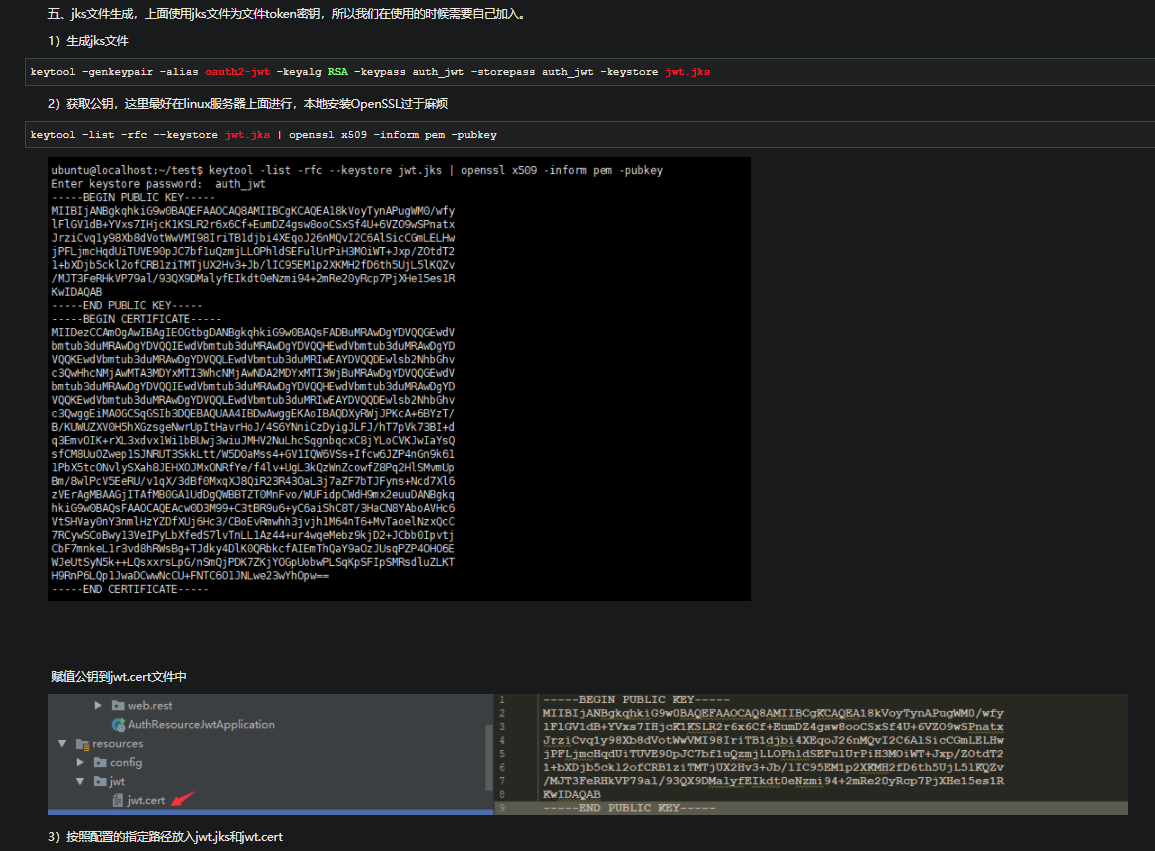 五、jks文件生成，上面使用jks文件为文件token密钥，所以我们在使用的时候需要自己加入。
1）生成jks文件
keytool -genkeypair -alias oauth2-jwt -keyalg RSA -keypass auth_jwt -storepass auth_jwt -keystore jwt.jks
2）获取公钥，这里最好在linux服务器上面进行，本地安装OpenSSL过于麻烦
keytool -list -rfc --keystore jwt.jks | openssl x509 -inform pem -pubkey
ubuntu@localhost:~/test$ keytool -list -rfc --keystore jwt.jks | openssl x509 -inform pem -pubkey
Enter keystore password:  auth_jwt
-----BEGIN PUBLIC KEY-----
MIIBIjANBgkqhkiG9w0BAQEFAAOCAQ8AMIIBCgKCAQEA18kVoyTynAPugWM0/wfy
lFlGV1dB+YVxs7IHjcK1KSLR2r6x6Cf+EumDZ4gsw8ooCSxSf4U+6VZO9wSPnatx
JrziCvq1y98Xb8dVotWwVMI98IriTB1djbi4XEqoJ26nMQvI2C6AlSicCGmLELHw
jPFLjmcHqdUiTUVE90pJC7bf1uQzmjLLOPhldSEFulUrPiH3MOiWT+Jxp/ZOtdT2
1+bXDjb5ckl2ofCRB1ziTMTjUX2Hv3+Jb/lIC95EM1p2XKMH2fD6th5UjL5lKQZv
/MJT3FeRHkVP79al/93QX9DMalyfEIkdt0eNzmi94+2mRe20yRcp7PjXHe15es1R
KwIDAQAB
-----END PUBLIC KEY-----
-----BEGIN CERTIFICATE-----
MIIDezCCAmOgAwIBAgIEOGtbgDANBgkqhkiG9w0BAQsFADBuMRAwDgYDVQQGEwdV
bmtub3duMRAwDgYDVQQIEwdVbmtub3duMRAwDgYDVQQHEwdVbmtub3duMRAwDgYD
VQQKEwdVbmtub3duMRAwDgYDVQQLEwdVbmtub3duMRIwEAYDVQQDEwlsb2NhbGhv
c3QwHhcNMjAwMTA3MDYxMTI3WhcNMjAwNDA2MDYxMTI3WjBuMRAwDgYDVQQGEwdV
bmtub3duMRAwDgYDVQQIEwdVbmtub3duMRAwDgYDVQQHEwdVbmtub3duMRAwDgYD
VQQKEwdVbmtub3duMRAwDgYDVQQLEwdVbmtub3duMRIwEAYDVQQDEwlsb2NhbGhv
c3QwggEiMA0GCSqGSIb3DQEBAQUAA4IBDwAwggEKAoIBAQDXyRWjJPKcA+6BYzT/
B/KUWUZXV0H5hXGzsgeNwrUpItHavrHoJ/4S6YNniCzDyigJLFJ/hT7pVk73BI+d
q3EmvOIK+rXL3xdvx1Wi1bBUwj3wiuJMHV2NuLhcSqgnbqcxC8jYLoCVKJwIaYsQ
sfCM8UuOZwep1SJNRUT3SkkLtt/W5DOaMss4+GV1IQW6VSs+Ifcw6JZP4nGn9k61
1PbX5tcONvlySXah8JEHXOJMxONRfYe/f4lv+UgL3kQzWnZcowfZ8Pq2HlSMvmUp
Bm/8wlPcV5EeRU/v1qX/3dBf0MxqXJ8QiR23R43OaL3j7aZF7bTJFyns+Ncd7Xl6
zVErAgMBAAGjITAfMB0GA1UdDgQWBBTZT0MnFvo/WUFidpCWdH9mx2euuDANBgkq
hkiG9w0BAQsFAAOCAQEAcw0D3M99+C3tBR9u6+yC6aiShC8T/3HaCN8YAboAVHc6
VtSHVay0nY3nmlHzYZDfXUj6Hc3/CBoEvRmwhh3jvjh1M64nT6+MvTaoelNzxQcC
7RCywSCoBwy13VeIPyLbXfedS7lvTnLL1Az44+ur4wqeMebz9kjD2+JCbb0Ipvtj
CbF7mnkeL1r3vd8hRWsBg+TJdky4DlK0QRbkcfAIEmThQaY9aOzJUsqPZP4OHO6E
WJeUtSyN5k++LQsxxrsLpG/nSmQjPDK7ZKjYOGpUobwPLSqKpSFIpSMRsdluZLKT
H9RnP6LQp1JwaDCwwNcCU+FNTC6O1JNLwe23wYhOpw==
-----END CERTIFICATE-----
赋值公钥到jwt.cert文件中
web.rest
AuthResourceJwtApplication
resources
config
jwt
jwt.cert
1 -----BEGIN PUBLIC KEY-----
2 MIIBIjANBgkqhkiG9w0BAQEFAAOCAQ8AMIIBCgKCAQEA18kVoyTynAPugWM0/wfy
3 lFlGV1dB+YVxs7IHjcK1KSLR2r6x6Cf+EumDZ4gsw8ooCSxSf4U+6VZO9wSPnatx
4 JrziCvq1y98Xb8dVotWwVMI98IriTB1djbi4XEqoJ26nMQvI2C6AlSicCGmLELHw
5 jPFLjmcHqdUiTUVE90pJC7bf1uQzmjLLOPhldSEFulUrPiH3MOiWT+Jxp/ZOtdT2
6 1+bXDjb5ckl2ofCRB1ziTMTjUX2Hv3+Jb/lIC95EM1p2XKMH2fD6th5UjL5lKQZv
7 /MJT3FeRHkVP79al/93QX9DMalyfEIkdt0eNzmi94+2mRe20yRcp7PjXHe15es1R
8 KwIDAQAB
9 -----END PUBLIC KEY-----
3）按照配置的指定路径放入jwt.jks和jwt.cert